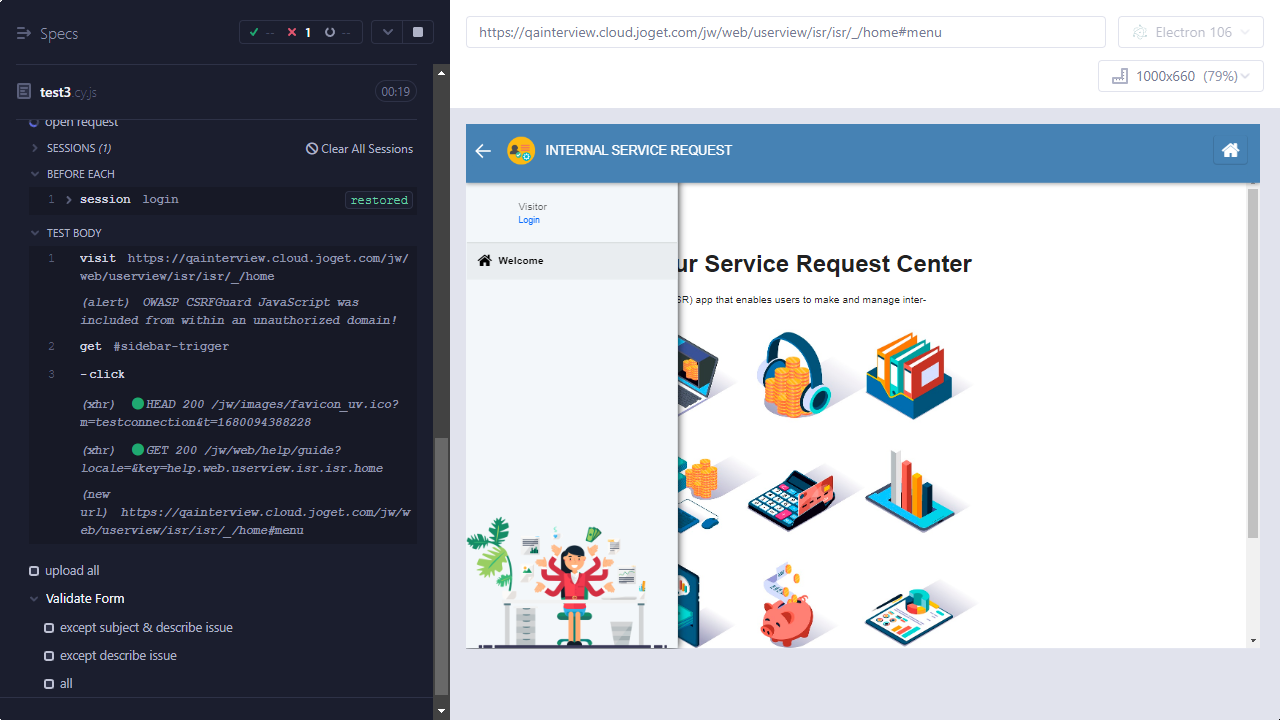 Specs
-- 1 --
test3.cy.js
00:19
open request
SESSIONS (1)
Clear All Sessions
BEFORE EACH
1 session login
restored
TEST BODY
1 visit https://qainterview.cloud.joget.com/jw/
web/userview/isr/isr/_/home
(alert) OWASP CSRFGuard JavaScript was
included from within an unauthorized domain!
2 get #sidebar-trigger
3 -click
(xhr) HEAD 200 /jw/images/favicon_uv.ico?
m=testconnection&t=1680094388228
(xhr) GET 200 /jw/web/help/guide?
locale=&key=help.web.userview.isr.isr.home
(new
url) https://qainterview.cloud.joget.com/jw/w
eb/userview/isr/isr/_/home#menu
upload all
Validate Form
except subject & describe issue
except describe issue
all
https://qainterview.cloud.joget.com/jw/web/userview/isr/isr/_/home#menu
Electron 106
1000x660 (79%)
INTERNAL SERVICE REQUEST
Visitor
Login
Welcome
ur Service Request Center
SR) app that enables users to make and manage inter-